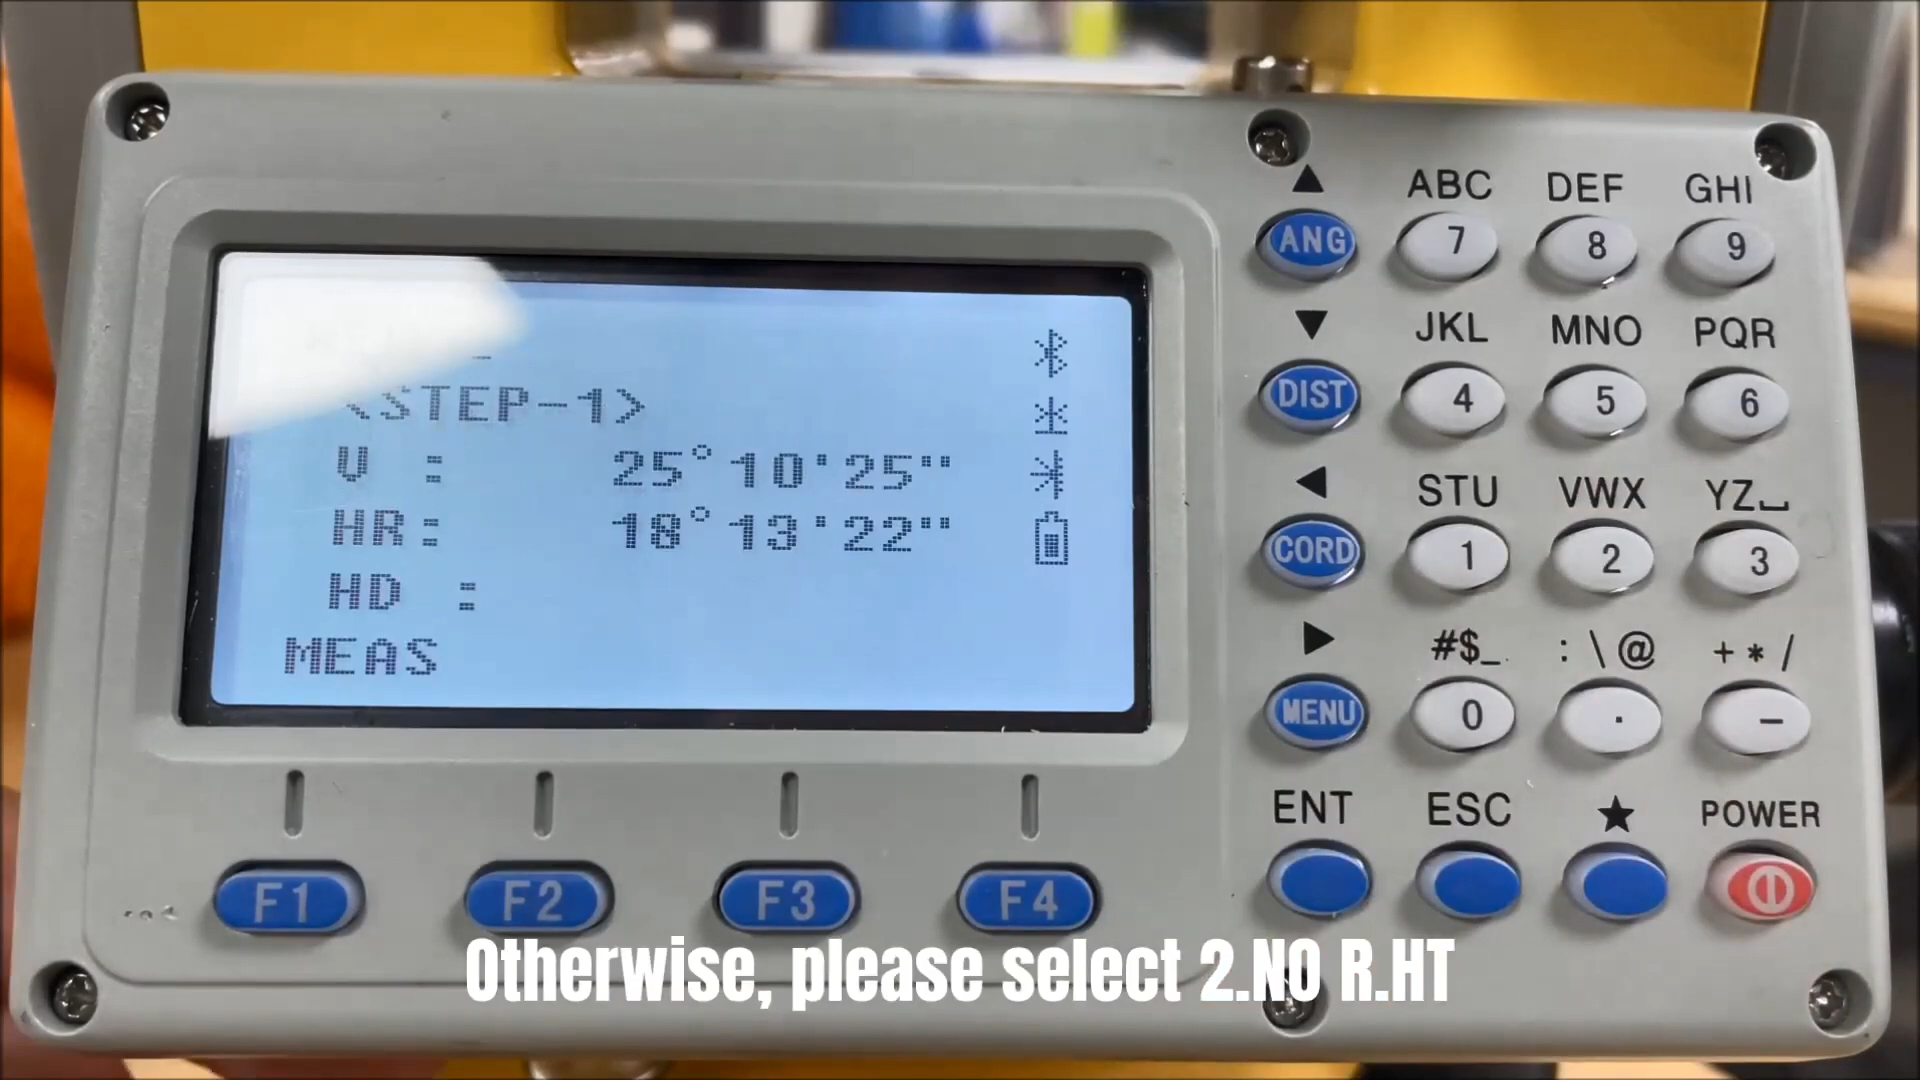 <STEP-1>
V : 25°10'25"
HR: 18°13'22"
HD :
MEAS
F1 F2 F3 F4
ABC DEF GHI
ANG 7 8 9
JKL MNO PQR
DIST 4 5 6
STU VWX YZ⎵
CORD 1 2 3
#$_ :\@ +*/
MENU 0 . -
ENT ESC ★ POWER
Otherwise, please select 2.NO R.HT